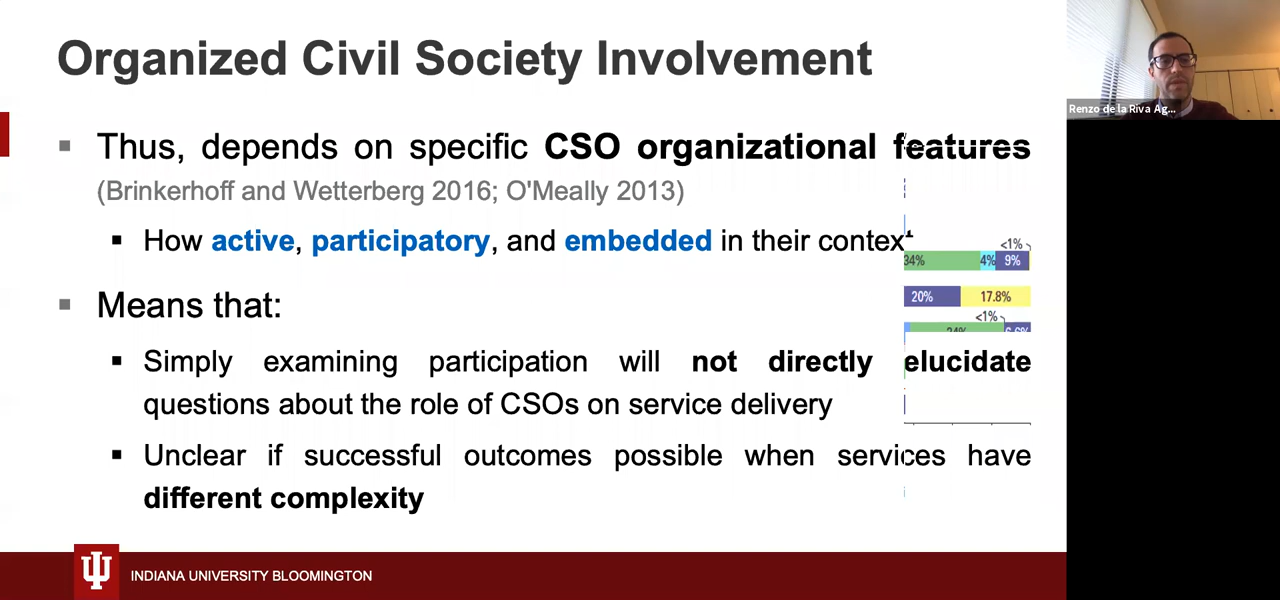 Organized Civil Society Involvement
Renzo de la Riva Ag...
▪ Thus, depends on specific CSO organizational features
(Brinkerhoff and Wetterberg 2016; O'Meally 2013)
▪ How active, participatory, and embedded in their context
<1%
34% 4% 9%
▪ Means that:
20% 17.8%
<1%
▪ Simply examining participation will not directly elucidate
questions about the role of CSOs on service delivery
▪ Unclear if successful outcomes possible when services have
different complexity
INDIANA UNIVERSITY BLOOMINGTON